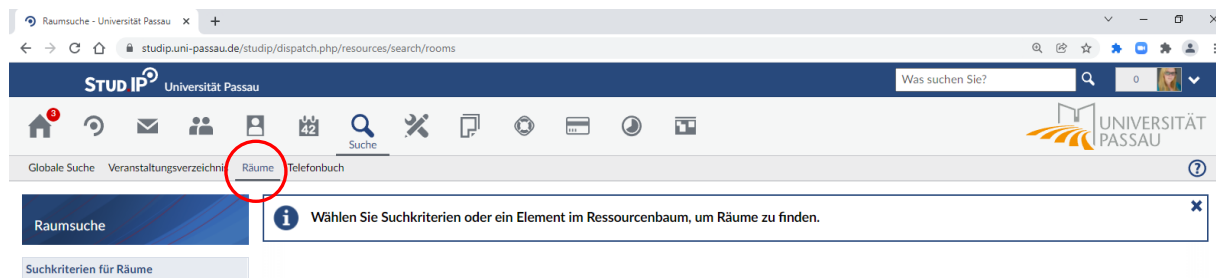 Raumsuche - Universität Passau
studip.uni-passau.de/studip/dispatch.php/resources/search/rooms
STUD IP Universität Passau
Was suchen Sie?
0
3
42
Suche
UNIVERSITÄT
PASSAU
Globale Suche Veranstaltungsverzeichnis Räume Telefonbuch
Raumsuche
Wählen Sie Suchkriterien oder ein Element im Ressourcenbaum, um Räume zu finden.
Suchkriterien für Räume